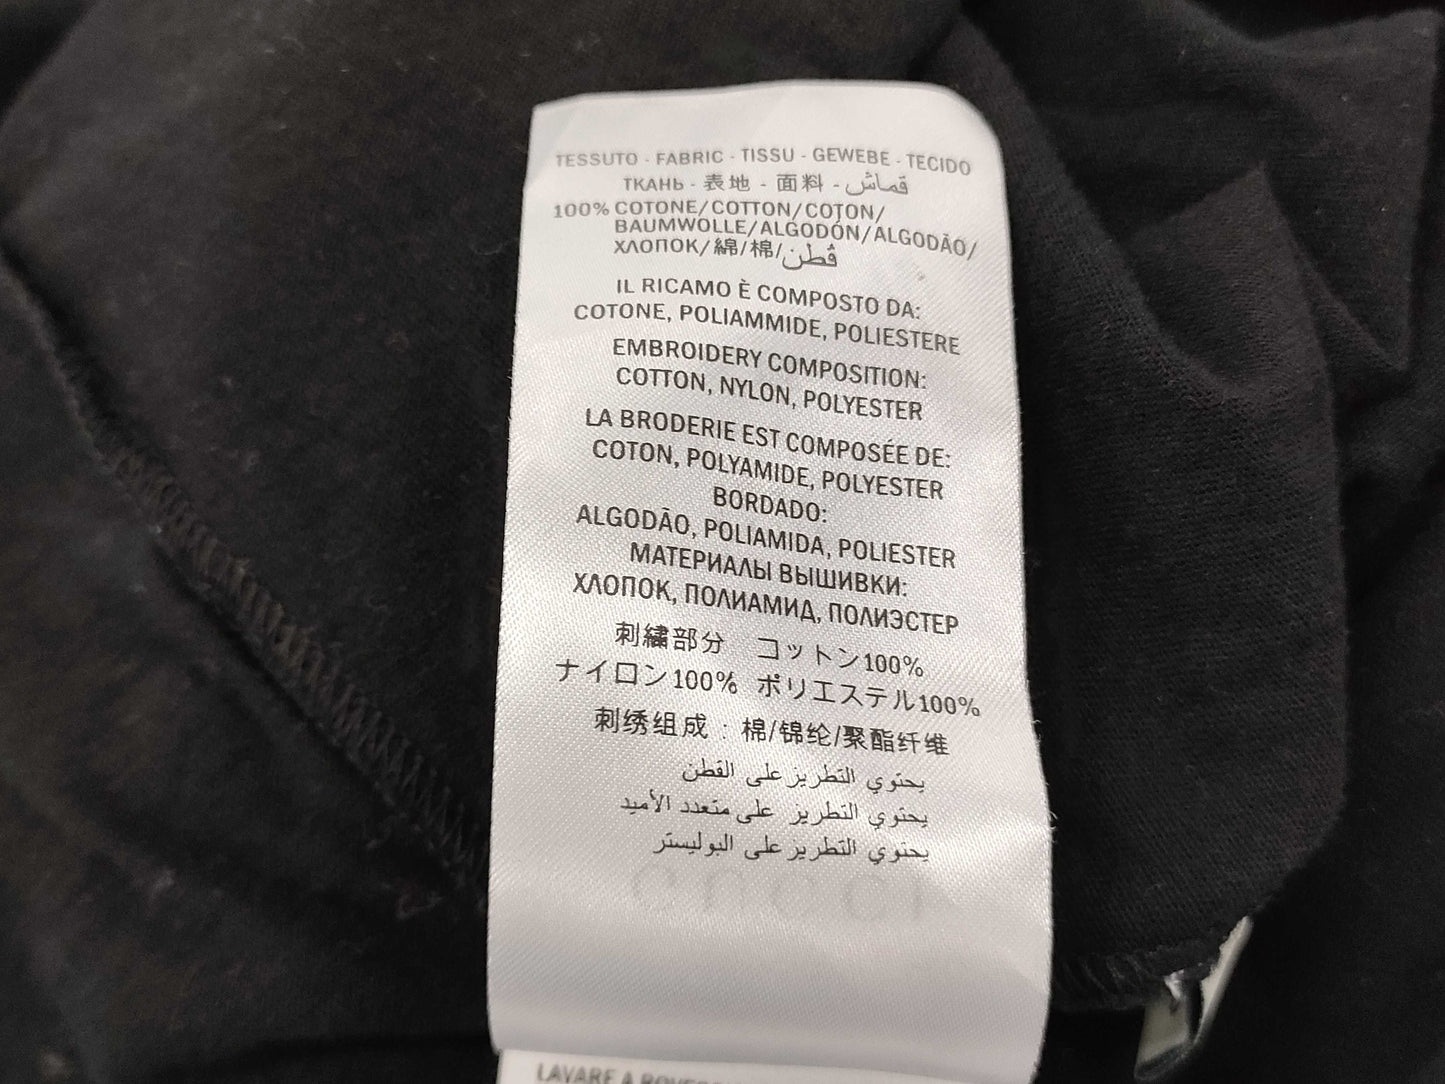 TESSUTO - FABRIC - TISSU - GEWEBE - TECIDO
ТКАНЬ - 表地 - 面料 - قماش
100% COTONE/COTTON/COTON/
BAUMWOLLE/ALGODÓN/ALGODÃO/
ХЛОПОК/綿/棉/قطن
IL RICAMO È COMPOSTO DA:
COTONE, POLIAMMIDE, POLIESTERE
EMBROIDERY COMPOSITION:
COTTON, NYLON, POLYESTER
LA BRODERIE EST COMPOSÉE DE:
COTON, POLYAMIDE, POLYESTER
BORDADO:
ALGODÃO, POLIAMIDA, POLIESTER
МАТЕРИАЛЫ ВЫШИВКИ:
ХЛОПОК, ПОЛИАМИД, ПОЛИЭСТЕР
刺繍部分 コットン100%
ナイロン100% ポリエステル100%
刺绣组成：棉/锦纶/聚酯纤维
يحتوي التطريز على القطن
يحتوي التطريز على متعدد الأميد
يحتوي التطريز على البوليستر
LAVARE A